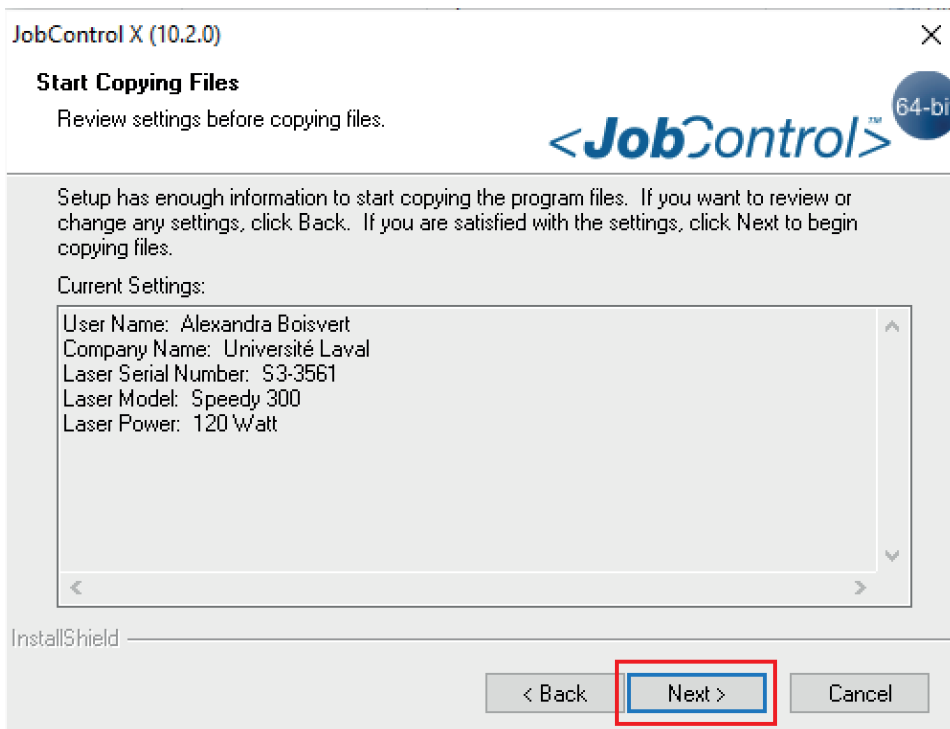 JobControl X (10.2.0)
Start Copying Files
Review settings before copying files.
<JobControl>™
64-bi
Setup has enough information to start copying the program files. If you want to review or
change any settings, click Back. If you are satisfied with the settings, click Next to begin
copying files.
Current Settings:
User Name: Alexandra Boisvert
Company Name: Université Laval
Laser Serial Number: S3-3561
Laser Model: Speedy 300
Laser Power: 120 Watt
InstallShield
< Back
Next >
Cancel